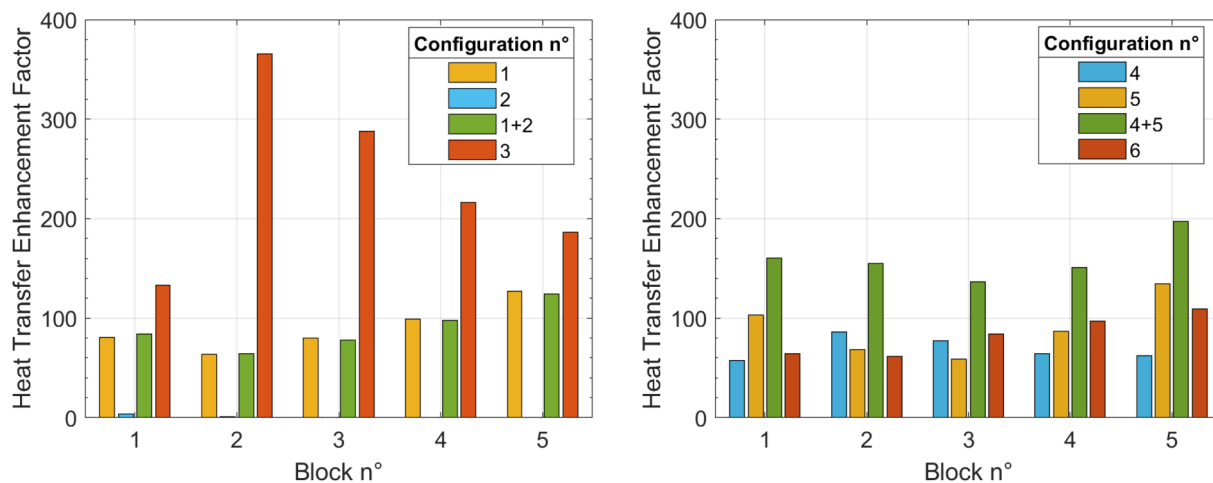 Heat Transfer Enhancement Factor
400
300
200
100
0
Configuration n°
1
2
1+2
3
1 2 3 4 5
Block n°
Heat Transfer Enhancement Factor
400
300
200
100
0
Configuration n°
4
5
4+5
6
1 2 3 4 5
Block n°